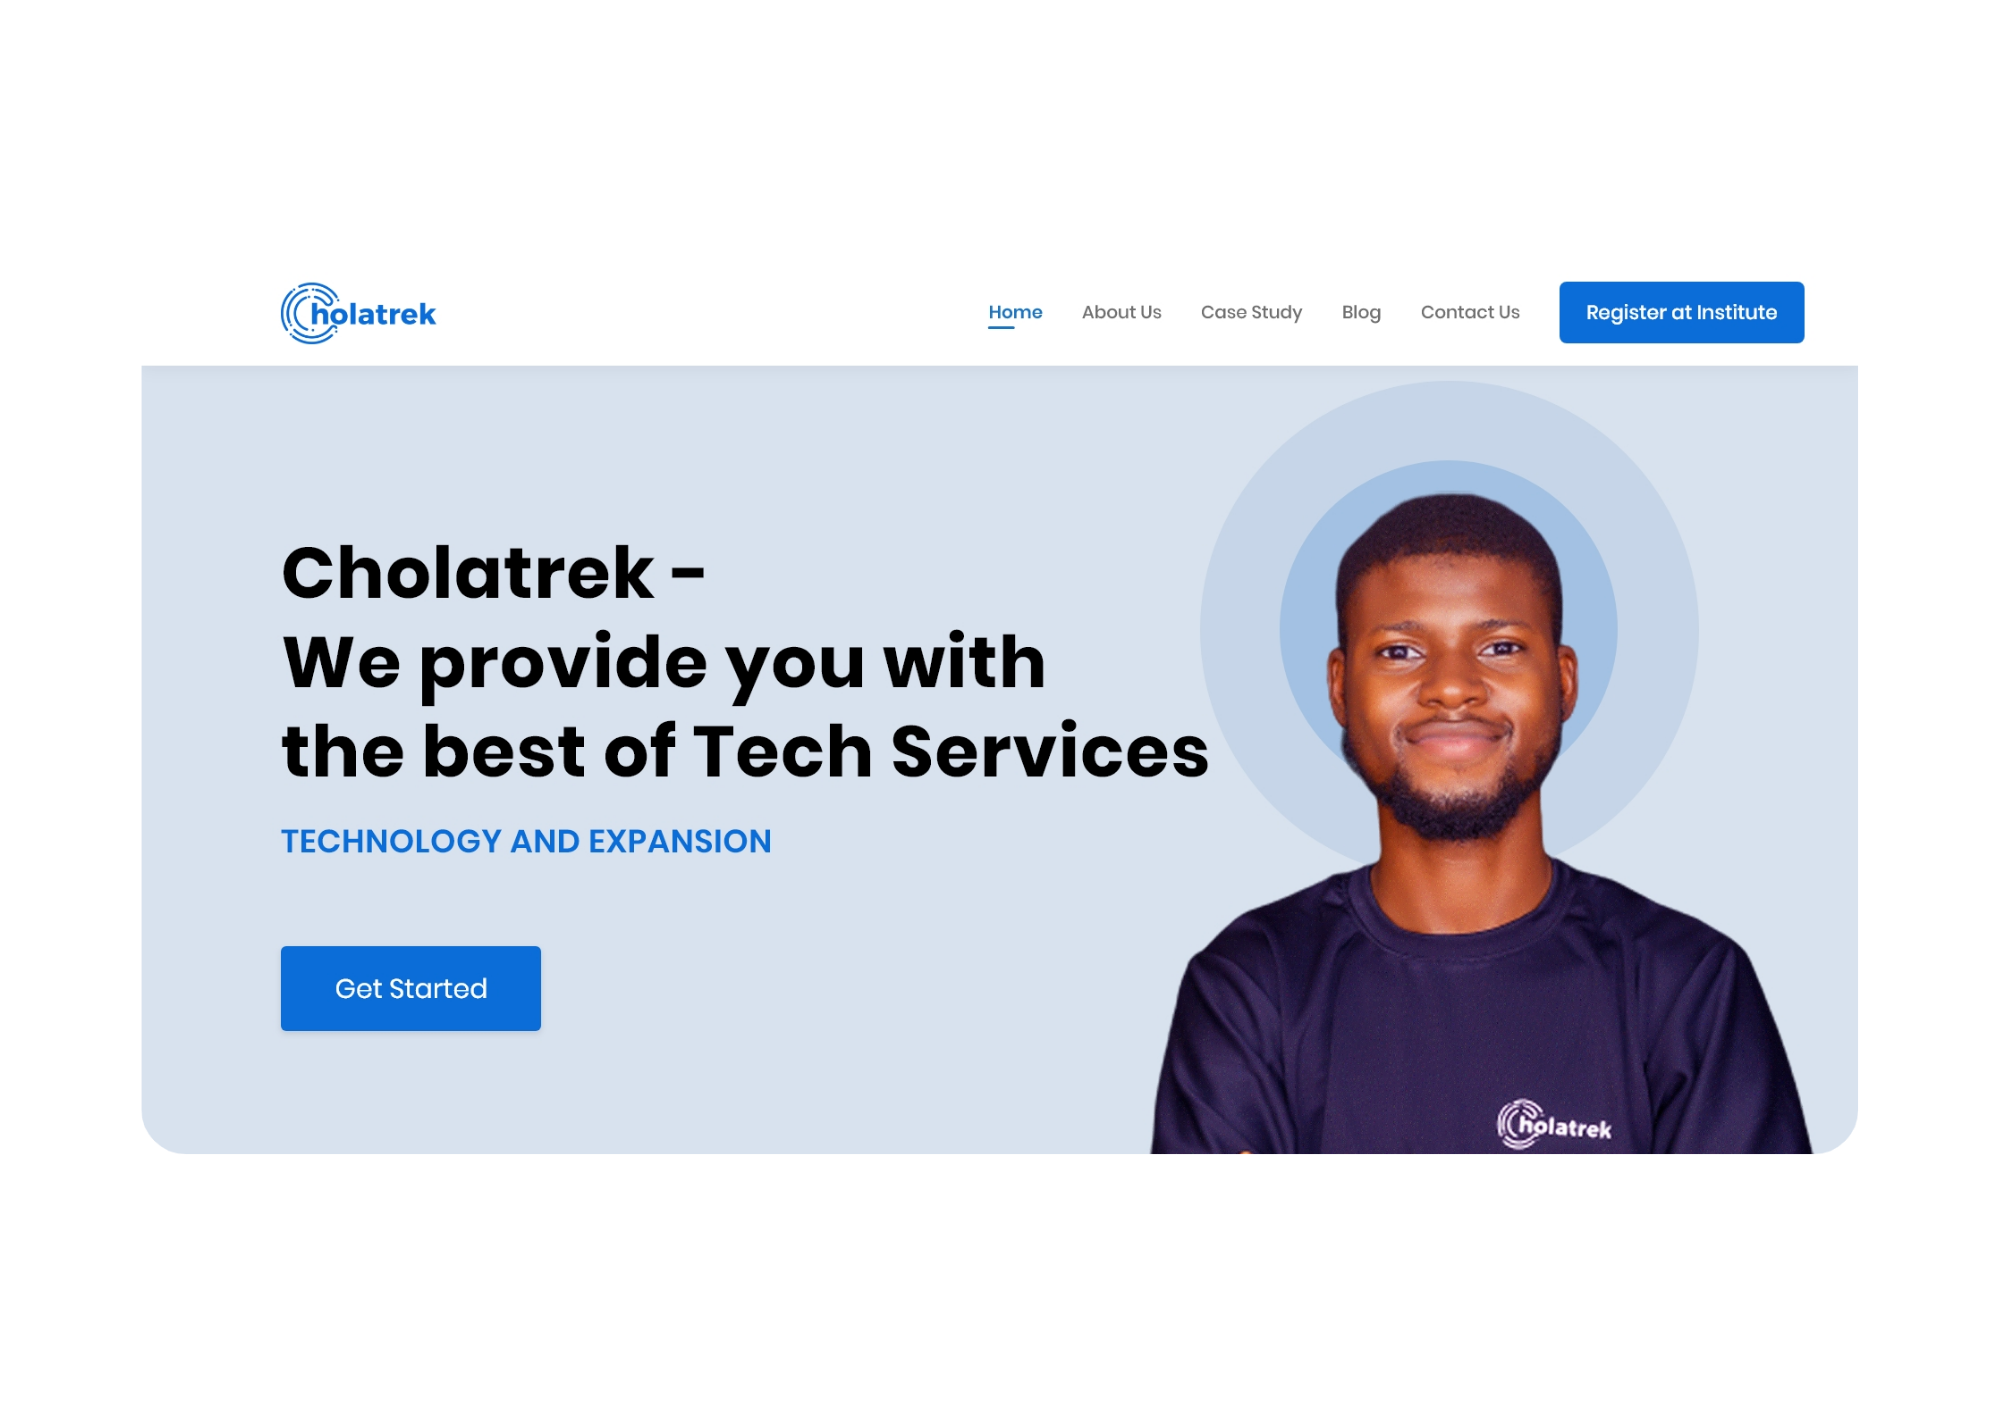 Cholatrek
Home About Us Case Study Blog Contact Us Register at Institute
Cholatrek -
We provide you with
the best of Tech Services
TECHNOLOGY AND EXPANSION
Get Started
Cholatrek